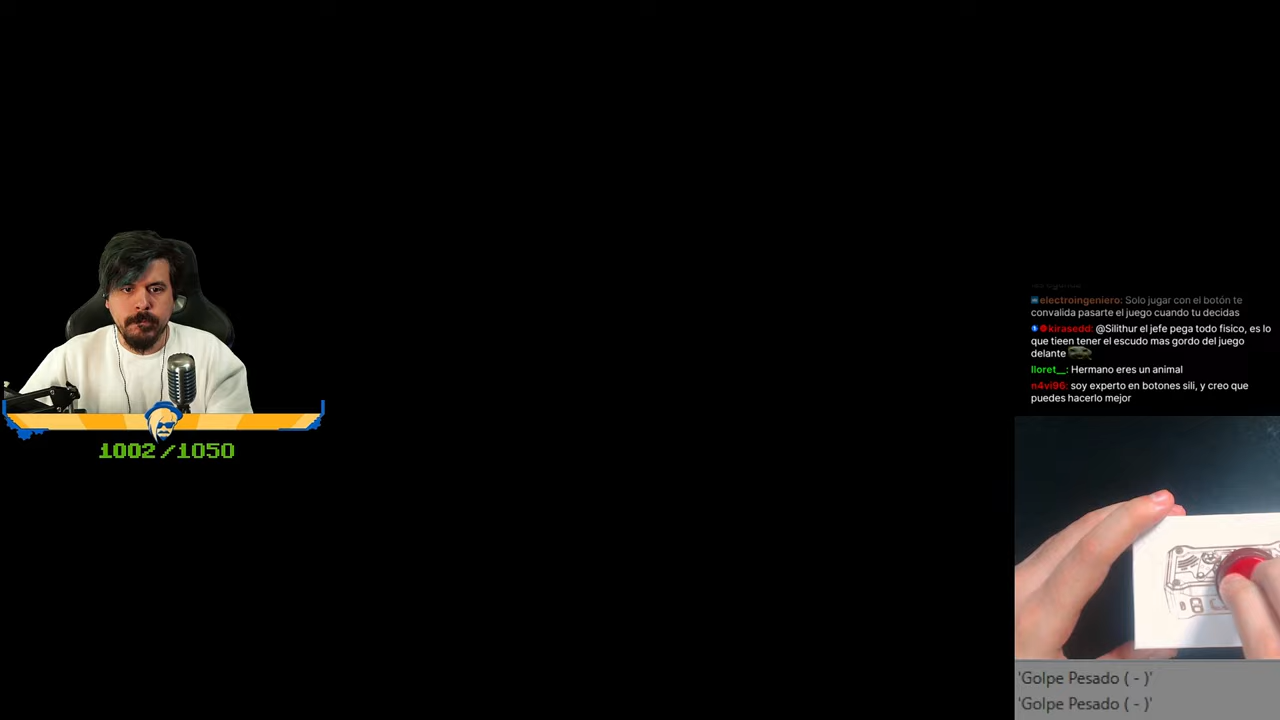 electroingeniero: Solo jugar con el botón te
convalida pasarte el juego cuando tu decidas
kirasedd: @Silithur el jefe pega todo fisico, es lo
que tieen tener el escudo mas gordo del juego
delante
lloret__: Hermano eres un animal
n4vi96: soy experto en botones sili, y creo que
puedes hacerlo mejor
1002/1050
'Golpe Pesado ( - )'
'Golpe Pesado ( - )'